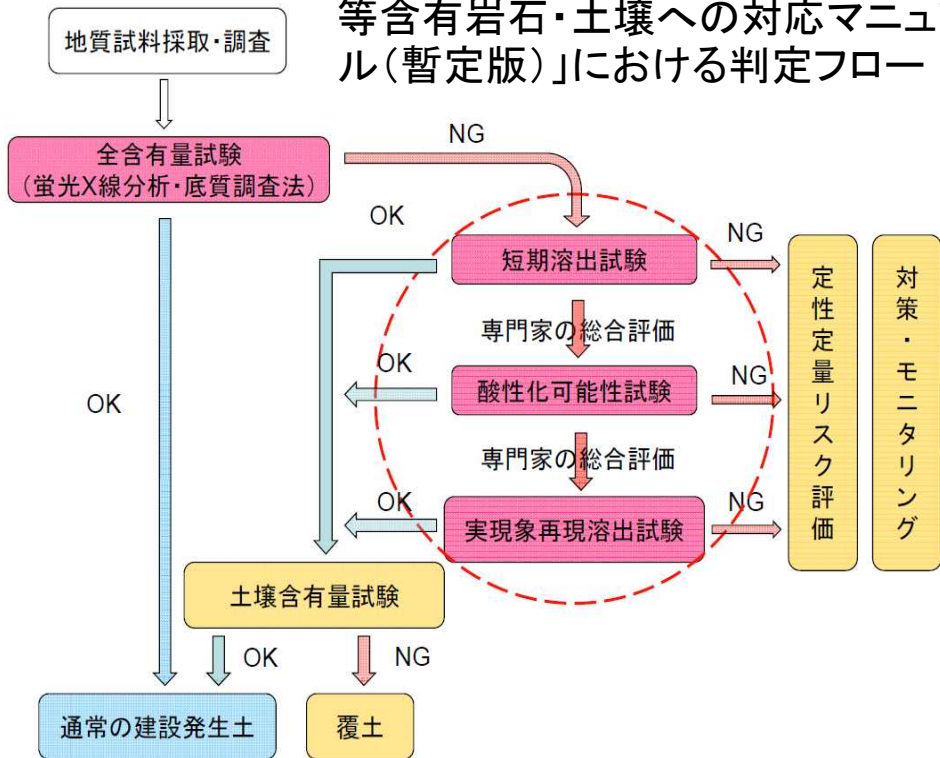 等含有岩石・土壌への対応マニュ
ル(暫定版)」における判定フロー
地質試料採取・調査
全含有量試験
(蛍光X線分析・底質調査法)
NG
OK
短期溶出試験
NG
専門家の総合評価
OK
酸性化可能性試験
NG
OK
専門家の総合評価
OK
実現象再現溶出試験
NG
定性定量リスク評価
対策・モニタリング
土壌含有量試験
OK
NG
通常の建設発生土
覆土